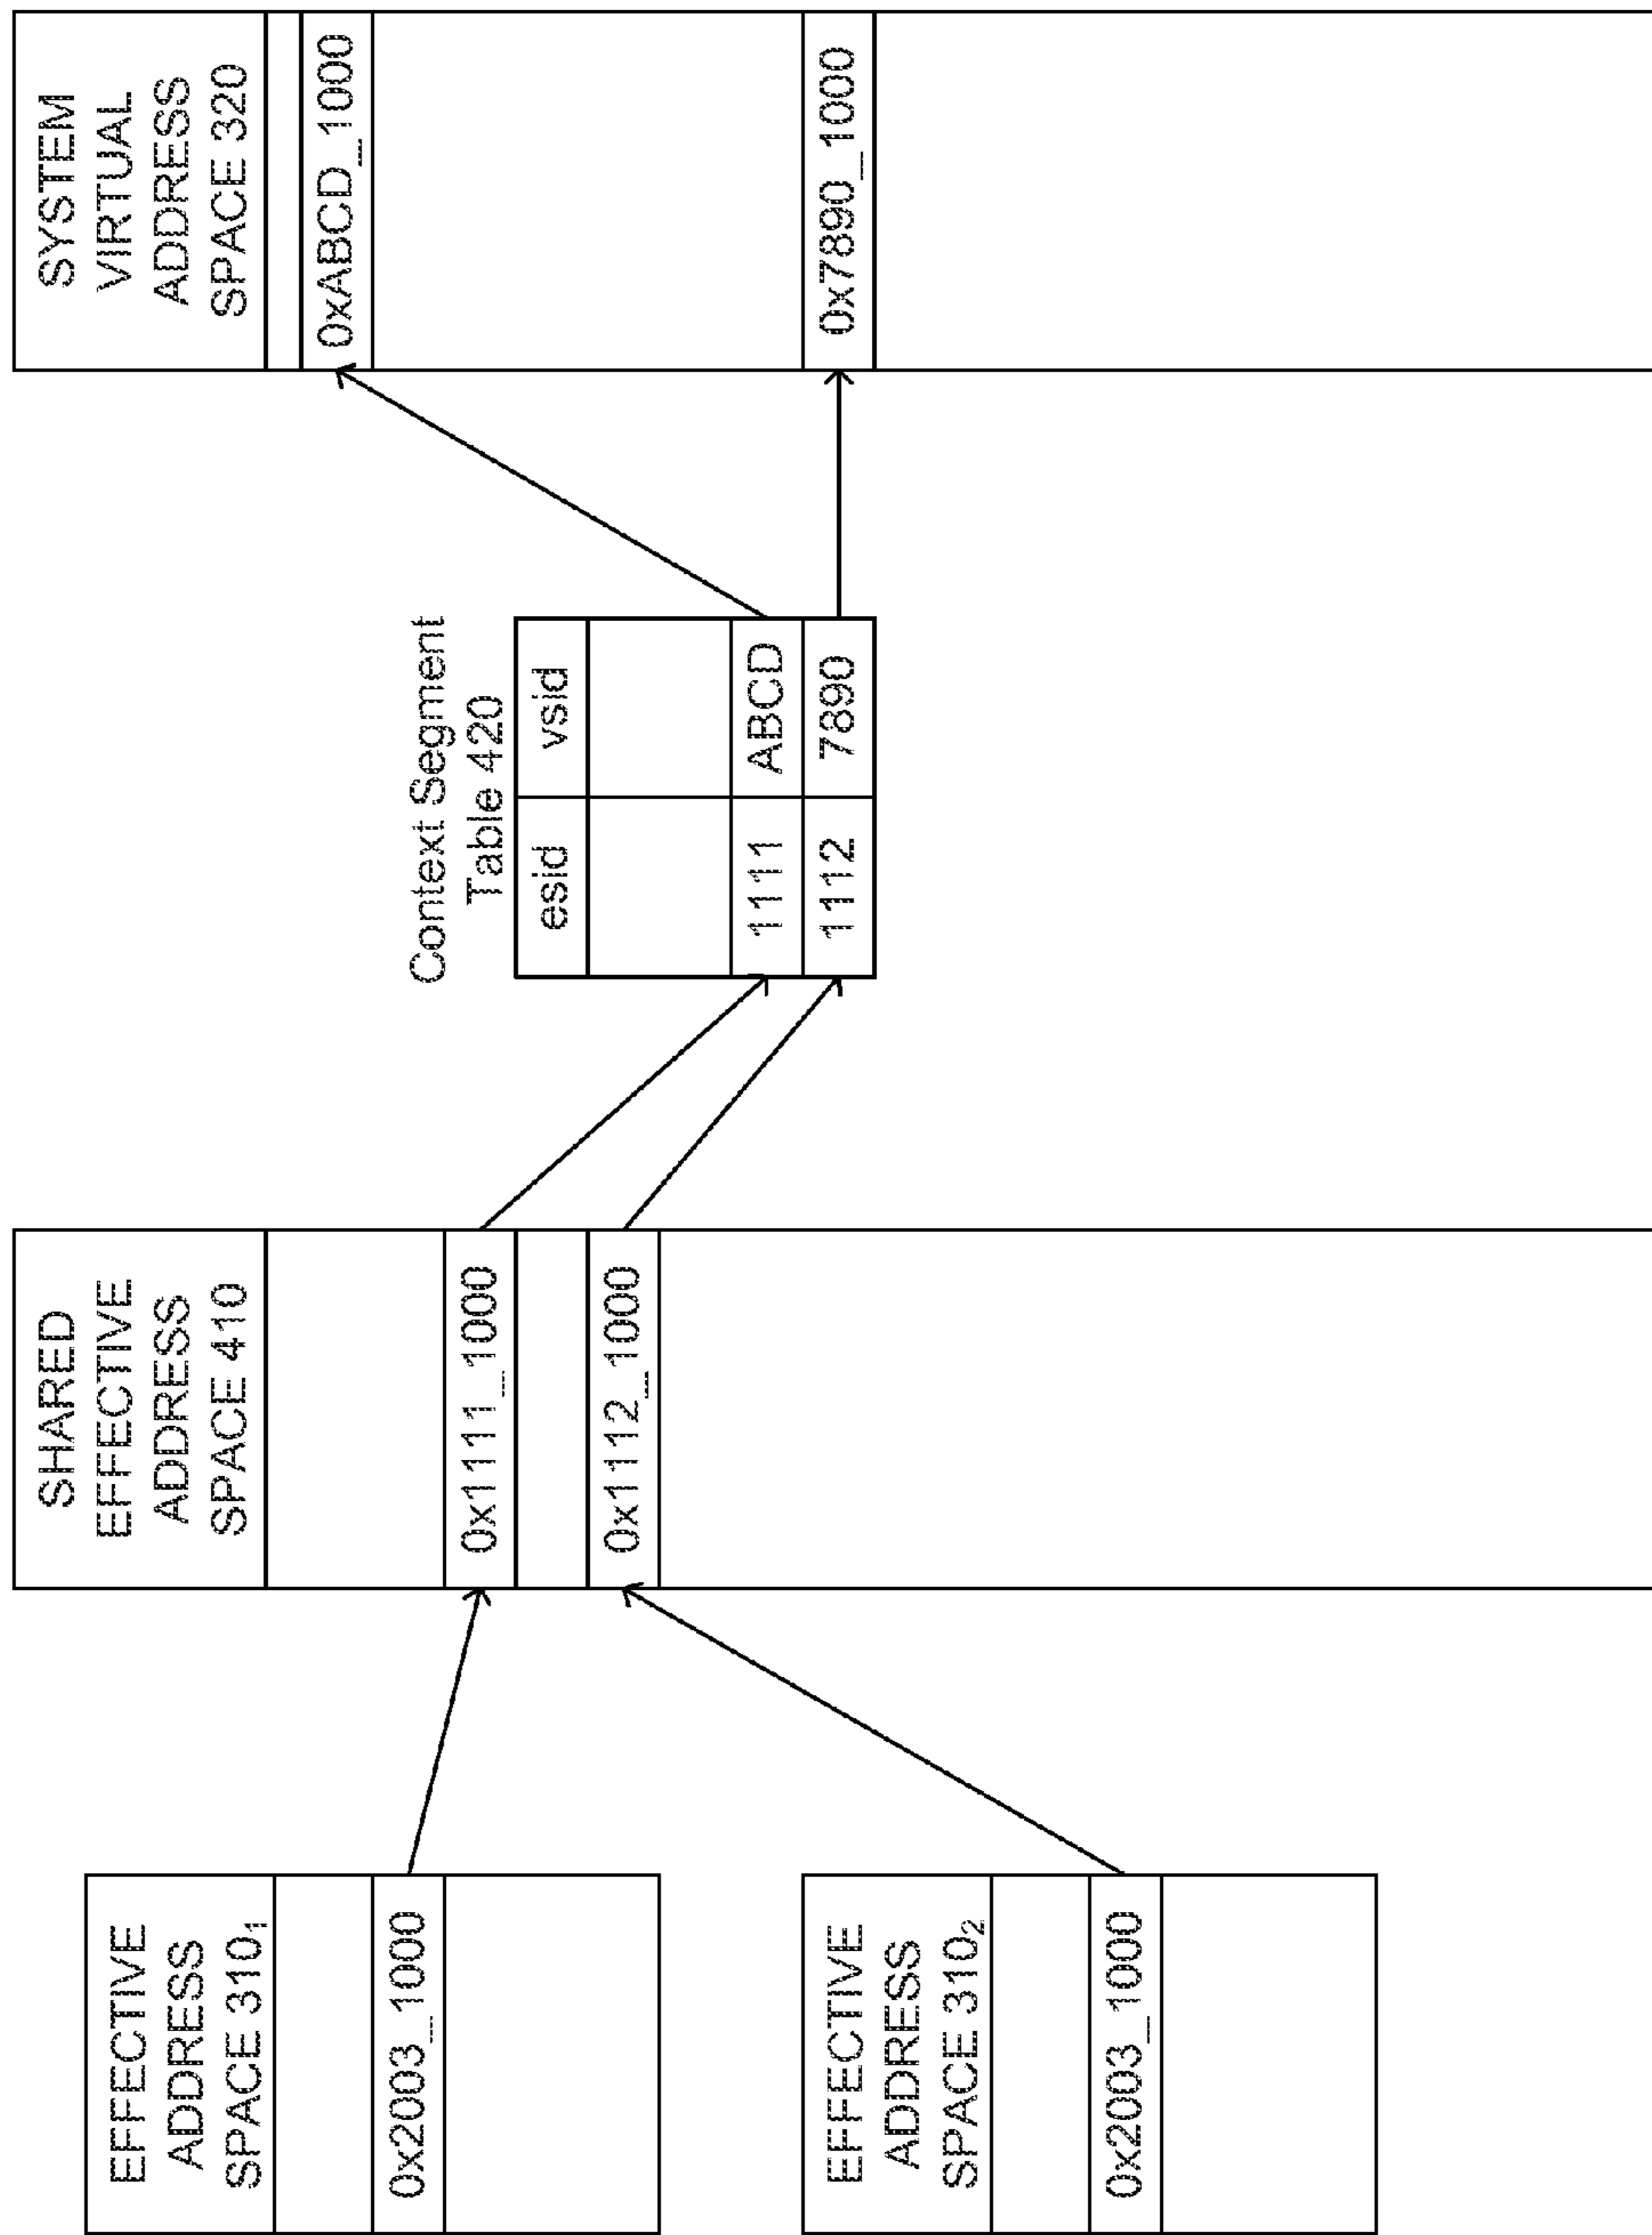 EFFECTIVE
ADDRESS
SPACE 310₁
0x2003_1000
EFFECTIVE
ADDRESS
SPACE 310₂
0x2003_1000
SHARED
EFFECTIVE
ADDRESS
SPACE 410
0x1111_1000
0x1112_1000
Context Segment
Table 420
esid vsid
1111 ABCD
1112 7890
SYSTEM
VIRTUAL
ADDRESS
SPACE 320
0xABCD_1000
0x7890_1000